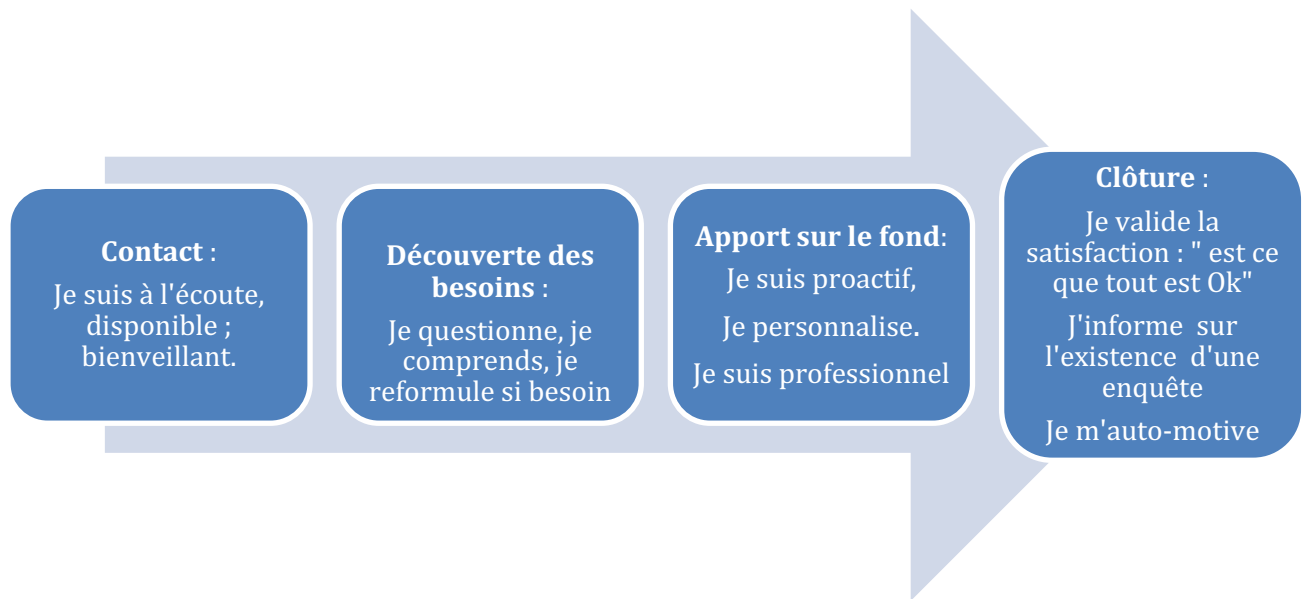 Contact :
Je suis à l'écoute,
disponible ;
bienveillant.
Découverte des
besoins :
Je questionne, je
comprends, je
reformule si besoin
Apport sur le fond:
Je suis proactif,
Je personnalise.
Je suis professionnel
Clôture :
Je valide la
satisfaction : " est ce
que tout est Ok"
J'informe  sur
l'existence  d'une
enquête
Je m'auto-motive